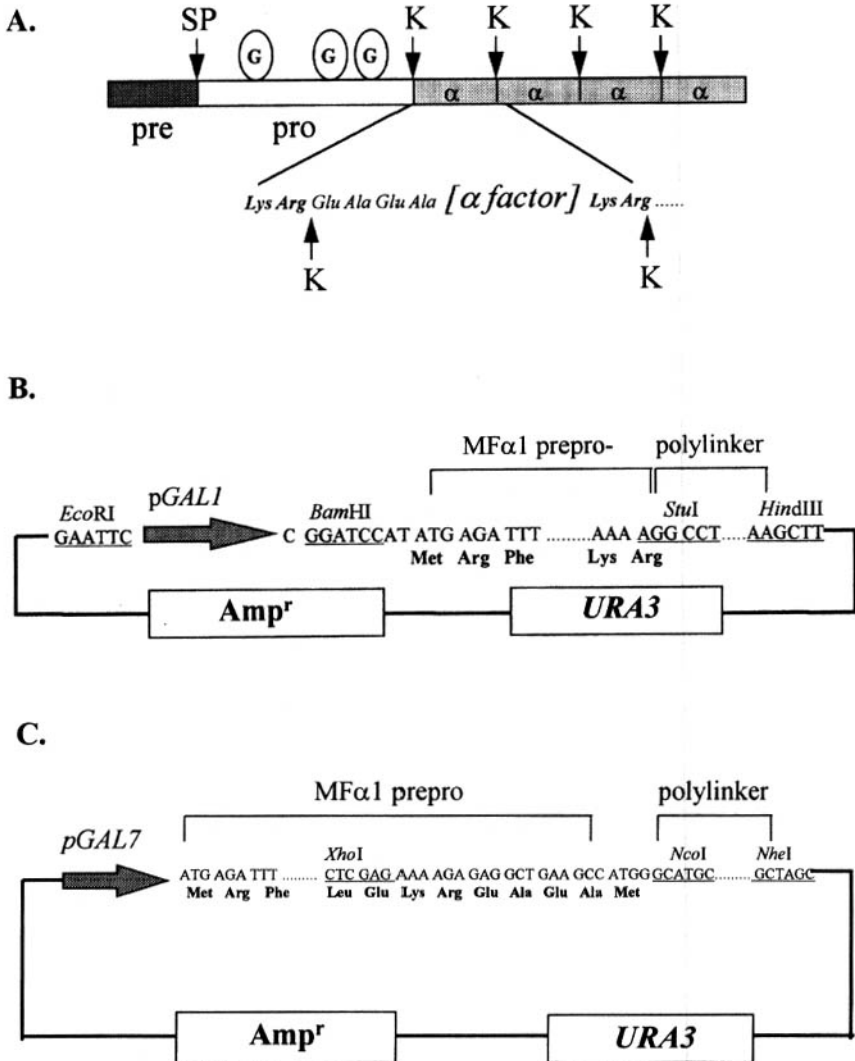 A.
SP K K K K
G G G
α α α α
pre pro
Lys Arg Glu Ala Glu Ala [α factor] Lys Arg ......
K K
B.
MFα1 prepro- polylinker
EcoRI pGAL1 BamHI StuI HindIII
GAATTC C GGATCCAT ATG AGA TTT .......... AAA AGG CCT ..... AAGCTT
Met Arg Phe Lys Arg
Ampʳ URA3
C.
MFα1 prepro polylinker
pGAL7 XhoI NcoI NheI
ATG AGA TTT ........ CTC GAG AAA AGA GAG GCT GAA GCC ATGG GCATGC ........ GCTAGC
Met Arg Phe Leu Glu Lys Arg Glu Ala Glu Ala Met
Ampʳ URA3